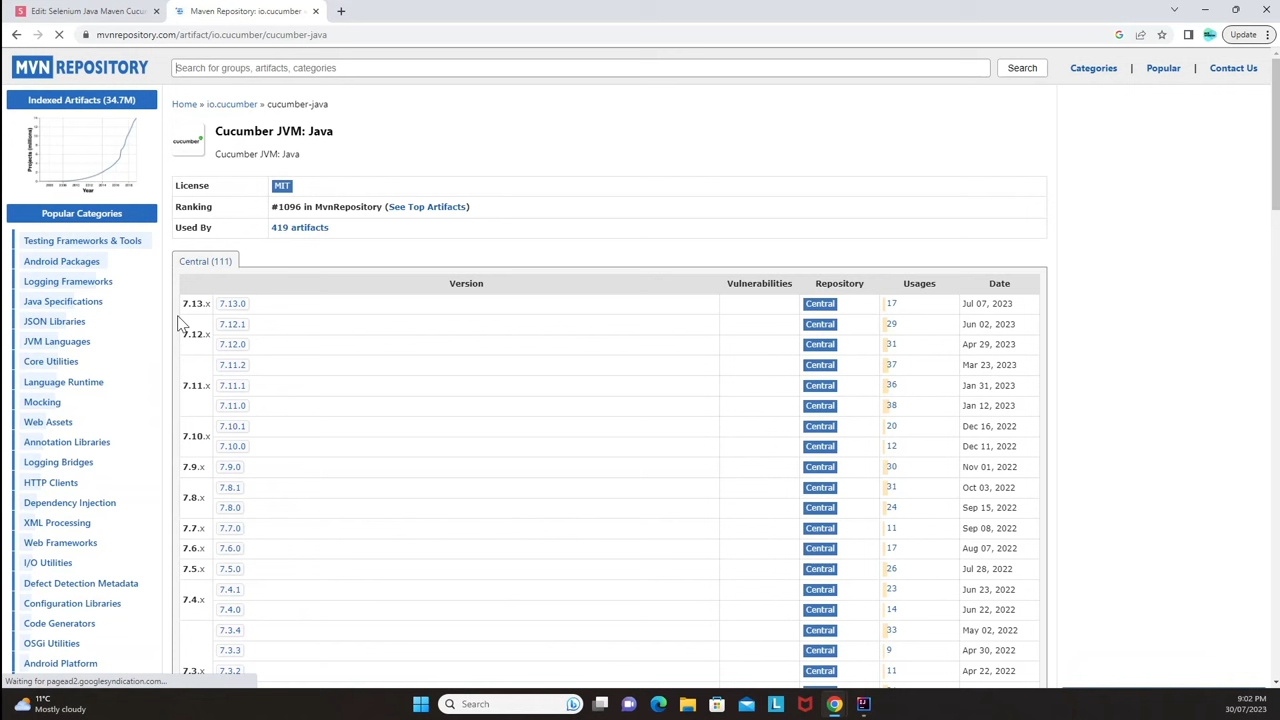 Edit: Selenium Java Maven Cucu
Maven Repository: io.cucumber
mvnrepository.com/artifact/io.cucumber/cucumber-java
Update
MVN REPOSITORY
Search for groups, artifacts, categories
Search
Categories
Popular
Contact Us
Indexed Artifacts (34.7M)
Projects (millions)
Year
Popular Categories
Testing Frameworks & Tools
Android Packages
Logging Frameworks
Java Specifications
JSON Libraries
JVM Languages
Core Utilities
Language Runtime
Mocking
Web Assets
Annotation Libraries
Logging Bridges
HTTP Clients
Dependency Injection
XML Processing
Web Frameworks
I/O Utilities
Defect Detection Metadata
Configuration Libraries
Code Generators
OSGi Utilities
Android Platform
Home » io.cucumber » cucumber-java
cucumber
Cucumber JVM: Java
Cucumber JVM: Java
License MIT
Ranking #1096 in MvnRepository (See Top Artifacts)
Used By 419 artifacts
Central (111)
Version Vulnerabilities Repository Usages Date
7.13.x 7.13.0 Central 17 Jul 07, 2023
7.12.x 7.12.1 Central 29 Jun 02, 2023
7.12.0 Central 31 Apr 29, 2023
7.11.x 7.11.2 Central 37 Mar 23, 2023
7.11.1 Central 36 Jan 31, 2023
7.11.0 Central 38 Jan 12, 2023
7.10.x 7.10.1 Central 20 Dec 16, 2022
7.10.0 Central 12 Dec 11, 2022
7.9.x 7.9.0 Central 30 Nov 01, 2022
7.8.x 7.8.1 Central 31 Oct 03, 2022
7.8.0 Central 24 Sep 15, 2022
7.7.x 7.7.0 Central 11 Sep 08, 2022
7.6.x 7.6.0 Central 17 Aug 07, 2022
7.5.x 7.5.0 Central 26 Jul 28, 2022
7.4.x 7.4.1 Central 23 Jun 23, 2022
7.4.0 Central 14 Jun 22, 2022
7.3.4 Central 33 May 02, 2022
7.3.3 Central 9 Apr 30, 2022
7.3.x 7.3.2 Central 11 Apr 22, 2022
Waiting for pagead2.googlesyndication.com...
11°C
Mostly cloudy
Search
9:02 PM
30/07/2023